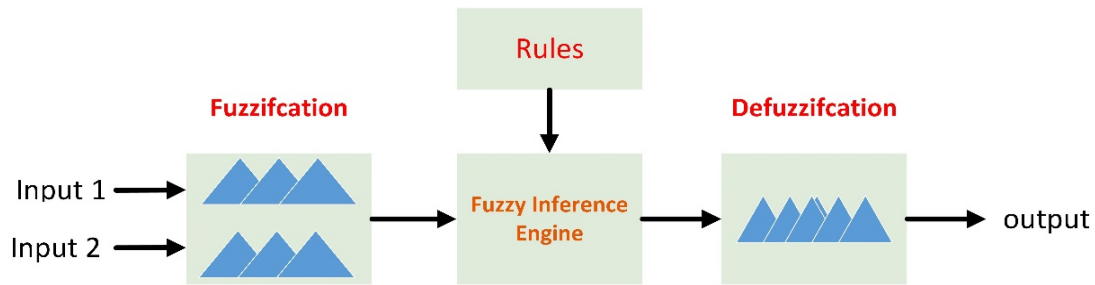 Rules
Fuzzifcation
Defuzzifcation
Input 1
Input 2
Fuzzy Inference
Engine
output